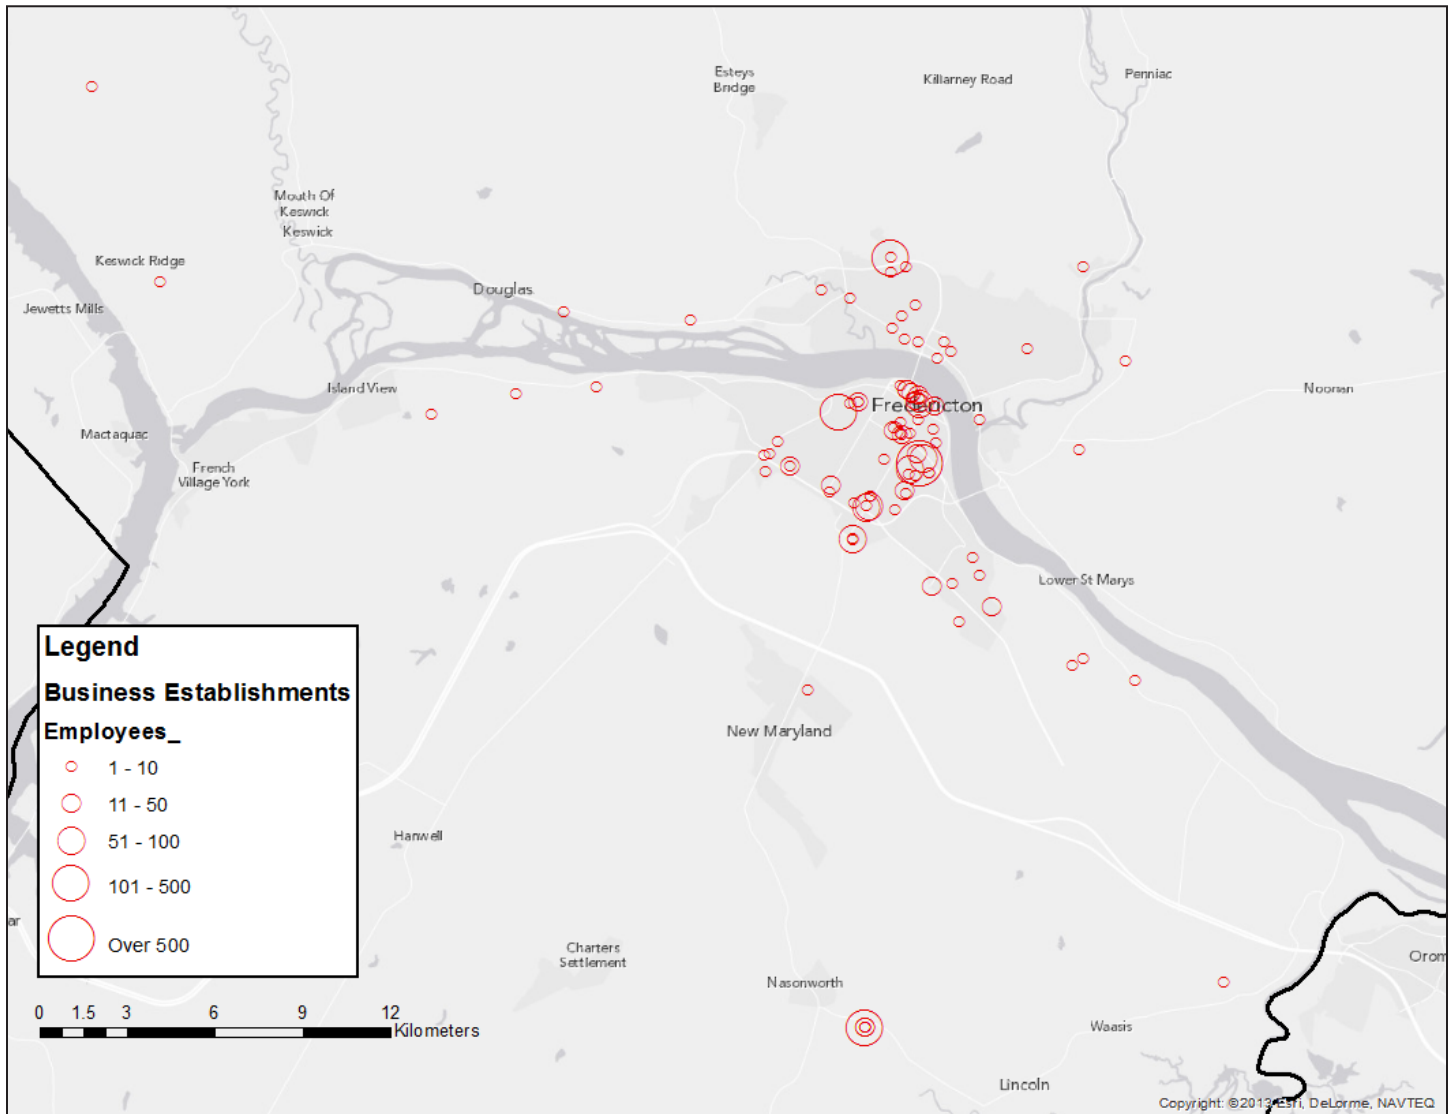 Esteys
Bridge
Killarney Road
Penniac
Mouth Of
Keswick
Keswick
Keswick Ridge
Jewetts Mills
Douglas
Island View
Noonan
Fredericton
Mactaquac
French
Village York
Lower St Marys
New Maryland
Hanwell
Charters
Settlement
Nasonworth
Waasis
Lincoln
Orom
ar
Legend
Business Establishments
Employees_
1 - 10
11 - 50
51 - 100
101 - 500
Over 500
0 1.5 3 6 9 12
Kilometers
Copyright: ©2013 Esri, DeLorme, NAVTEQ